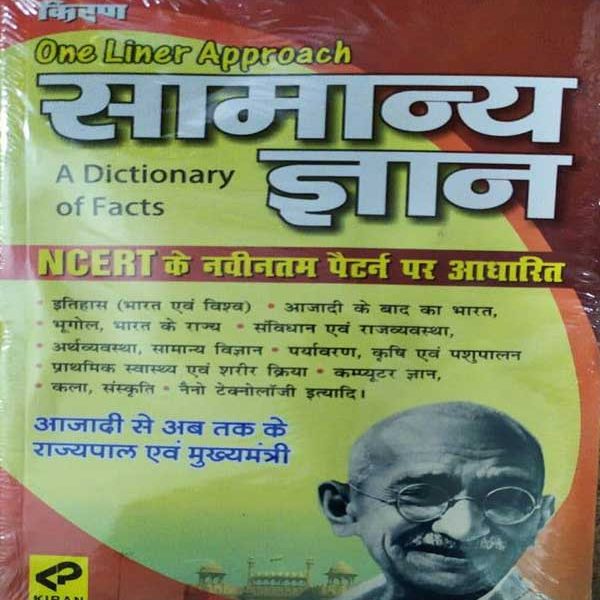 किरण
One Liner Approach
सामान्य
ज्ञान
A Dictionary
of Facts
NCERT के नवीनतम पैटर्न पर आधारित
• इतिहास (भारत एवं विश्व) • आजादी के बाद का भारत,
• भूगोल, भारत के राज्य • संविधान एवं राजव्यवस्था,
• अर्थव्यवस्था, सामान्य विज्ञान • पर्यावरण, कृषि एवं पशुपालन
• प्राथमिक स्वास्थ्य एवं शरीर क्रिया • कम्प्यूटर ज्ञान,
• कला, संस्कृति • नैनो टेक्नोलॉजी इत्यादि।
आजादी से अब तक के
राज्यपाल एवं मुख्यमंत्री
KP
KIRAN